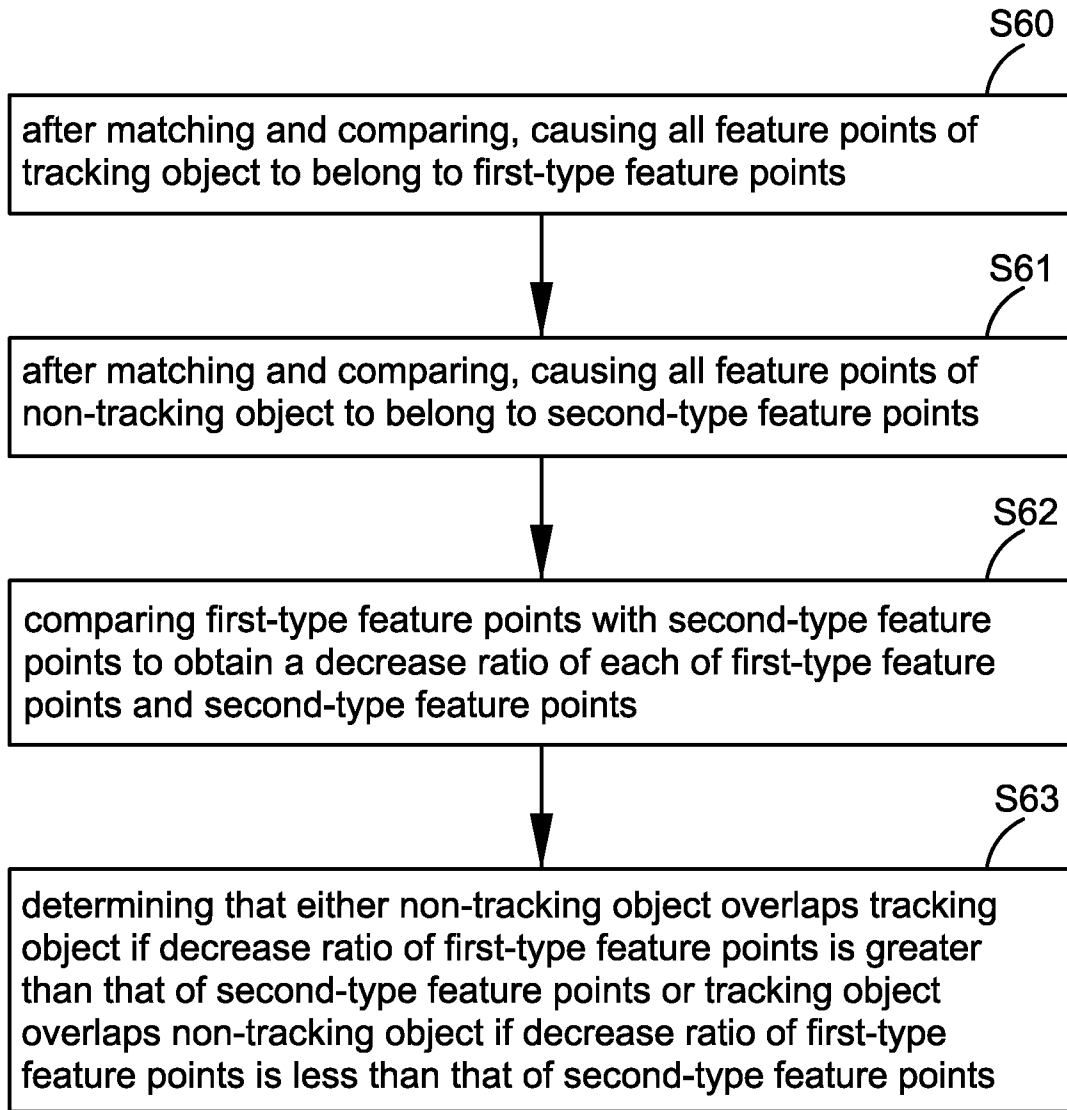 S60
after matching and comparing, causing all feature points of
tracking object to belong to first-type feature points
S61
after matching and comparing, causing all feature points of
non-tracking object to belong to second-type feature points
S62
comparing first-type feature points with second-type feature
points to obtain a decrease ratio of each of first-type feature
points and second-type feature points
S63
determining that either non-tracking object overlaps tracking
object if decrease ratio of first-type feature points is greater
than that of second-type feature points or tracking object
overlaps non-tracking object if decrease ratio of first-type
feature points is less than that of second-type feature points